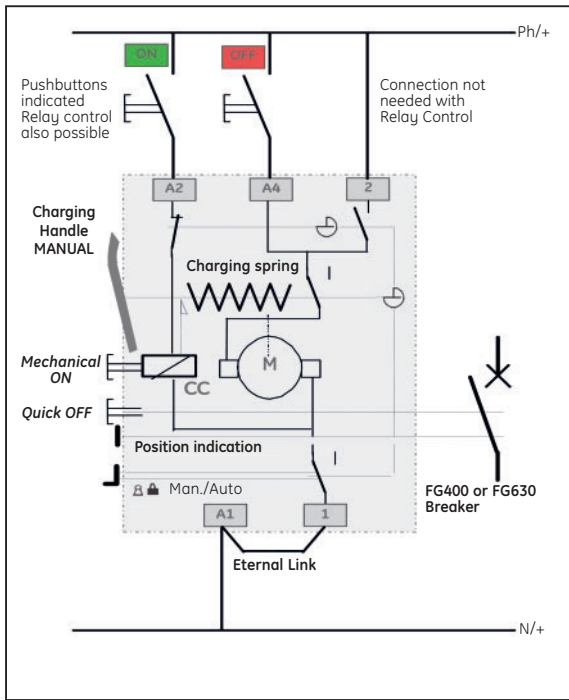 Ph/+
ON
OFF
Pushbuttons
indicated
Relay control
also possible
Connection not
needed with
Relay Control
A2
A4
2
Charging
Handle
MANUAL
Charging spring
I
M
Mechanical
ON
CC
Quick OFF
Position indication
I
Man./Auto
FG400 or FG630
Breaker
A1
1
Eternal Link
N/+